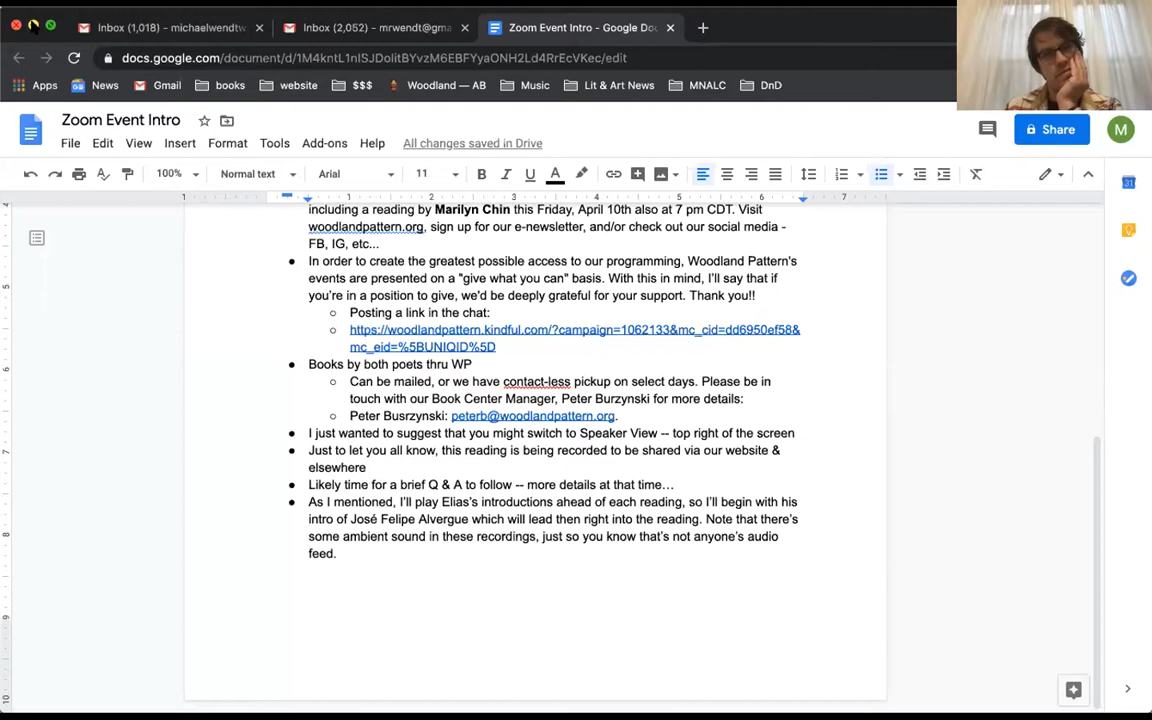 Inbox (1,018) - michaelwendtw
Inbox (2,052) - mrwendt@gma
Zoom Event Intro - Google Doc
docs.google.com/document/d/
/edit
Apps
News
Gmail
books
website
$$$
Woodland — AB
Music
Lit & Art News
MNALC
DnD
Zoom Event Intro
File Edit View Insert Format Tools Add-ons Help All changes saved in Drive
Share
M
100% Normal text Arial 11 B I U A
1 1 2 3 4 5 6 7
including a reading by Marilyn Chin this Friday, April 10th also at 7 pm CDT. Visit
woodlandpattern.org, sign up for our e-newsletter, and/or check out our social media -
FB, IG, etc...
● In order to create the greatest possible access to our programming, Woodland Pattern's
events are presented on a "give what you can" basis. With this in mind, I'll say that if
you're in a position to give, we'd be deeply grateful for your support. Thank you!!
○ Posting a link in the chat:
○ https://woodlandpattern.kindful.com/?campaign=1062133&mc_cid=dd6950ef58&
mc_eid=%5BUNIQID%5D
● Books by both poets thru WP
○ Can be mailed, or we have contact-less pickup on select days. Please be in
touch with our Book Center Manager, Peter Burzynski for more details:
○ Peter Busrzynski: peterb@woodlandpattern.org.
● I just wanted to suggest that you might switch to Speaker View -- top right of the screen
● Just to let you all know, this reading is being recorded to be shared via our website &
elsewhere
● Likely time for a brief Q & A to follow -- more details at that time…
● As I mentioned, I'll play Elias's introductions ahead of each reading, so I'll begin with his
intro of José Felipe Alvergue which will lead then right into the reading. Note that there's
some ambient sound in these recordings, just so you know that's not anyone's audio
feed.